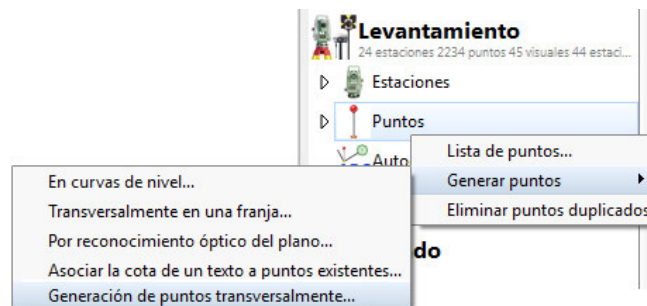 Levantamiento
24 estaciones 2234 puntos 45 visuales 44 estaci...
Estaciones
Puntos
Auto
Lista de puntos...
Generar puntos
Eliminar puntos duplicados
En curvas de nivel...
Transversalmente en una franja...
Por reconocimiento óptico del plano...
Asociar la cota de un texto a puntos existentes...
Generación de puntos transversalmente...
do